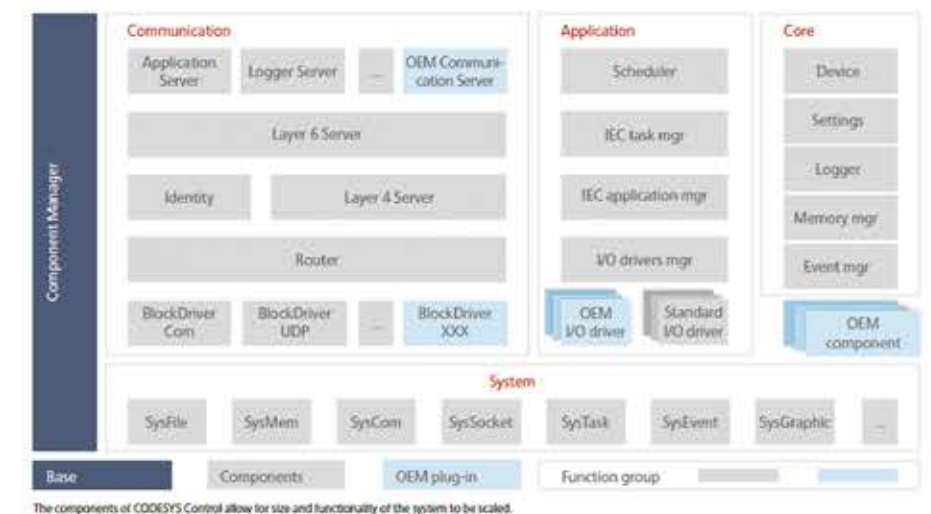 Component Manager
Communication
Application
Server
Logger Server
...
OEM Communi-
cation Server
Layer 6 Server
Identity
Layer 4 Server
Router
BlockDriver
Com
BlockDriver
UDP
...
BlockDriver
XXX
Application
Scheduler
IEC task mgr
IEC application mgr
I/O drivers mgr
OEM
I/O driver
Standard
I/O driver
Core
Device
Settings
Logger
Memory mgr
Event mgr
OEM
component
System
SysFile
SysMem
SysCom
SysSocket
SysTask
SysEvent
SysGraphic
...
Base
Components
OEM plug-in
Function group
The components of CODESYS Control allow for size and functionality of the system to be scaled.